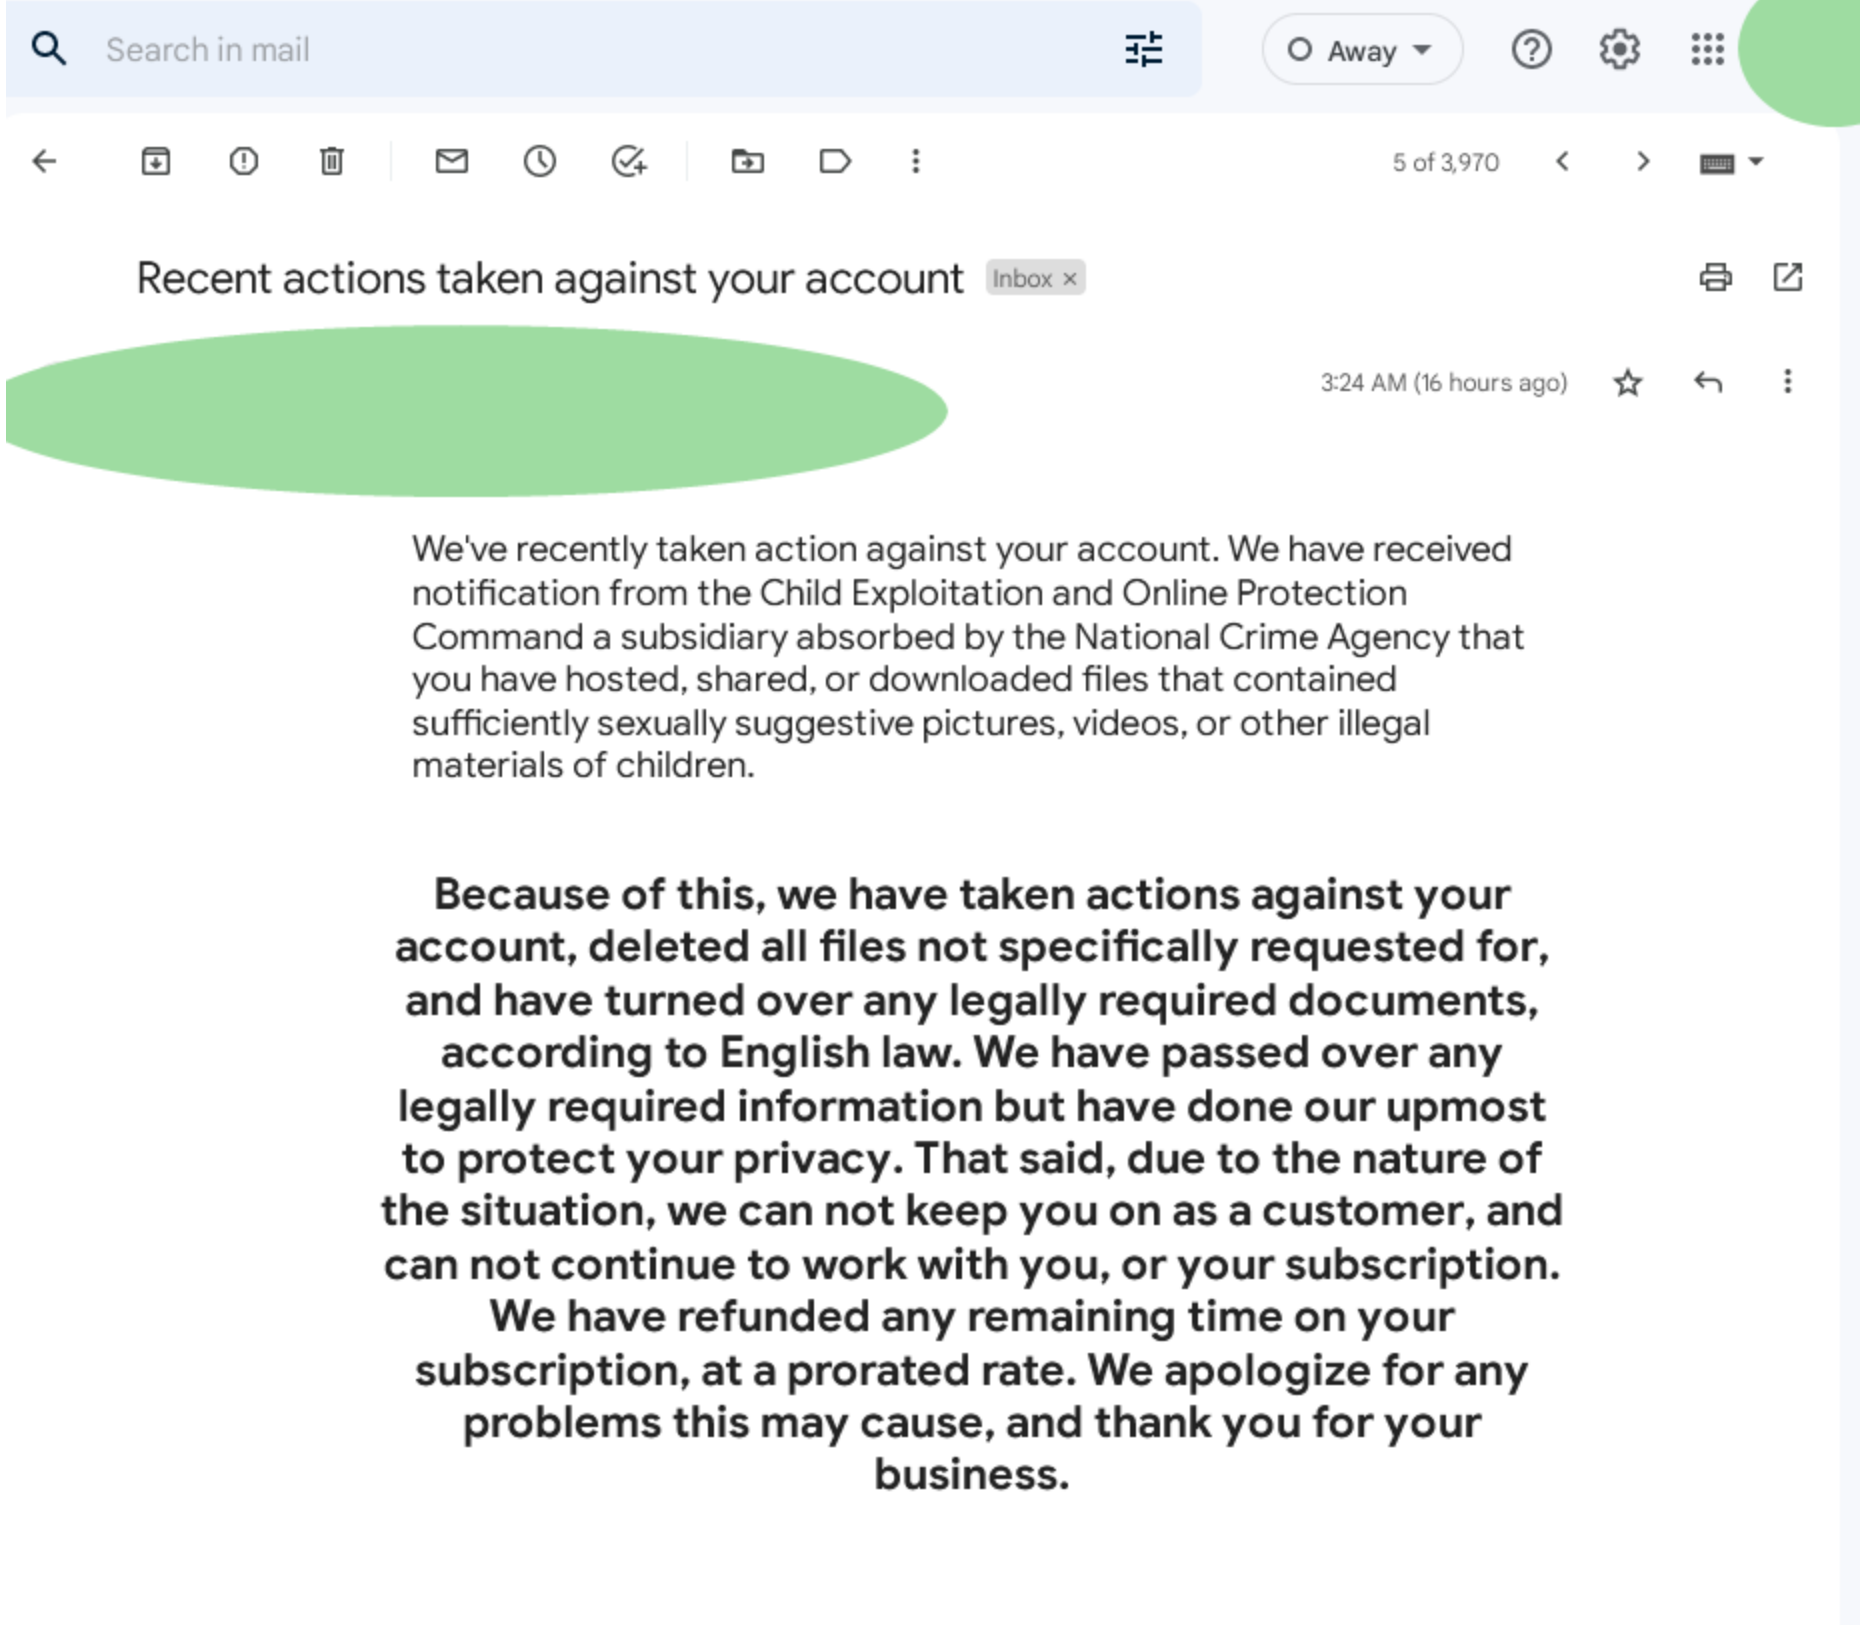 Search in mail
Away
5 of 3,970
Recent actions taken against your account Inbox ×
3:24 AM (16 hours ago)
We've recently taken action against your account. We have received
notification from the Child Exploitation and Online Protection
Command a subsidiary absorbed by the National Crime Agency that
you have hosted, shared, or downloaded files that contained
sufficiently sexually suggestive pictures, videos, or other illegal
materials of children.
Because of this, we have taken actions against your
account, deleted all files not specifically requested for,
and have turned over any legally required documents,
according to English law. We have passed over any
legally required information but have done our upmost
to protect your privacy. That said, due to the nature of
the situation, we can not keep you on as a customer, and
can not continue to work with you, or your subscription.
We have refunded any remaining time on your
subscription, at a prorated rate. We apologize for any
problems this may cause, and thank you for your
business.